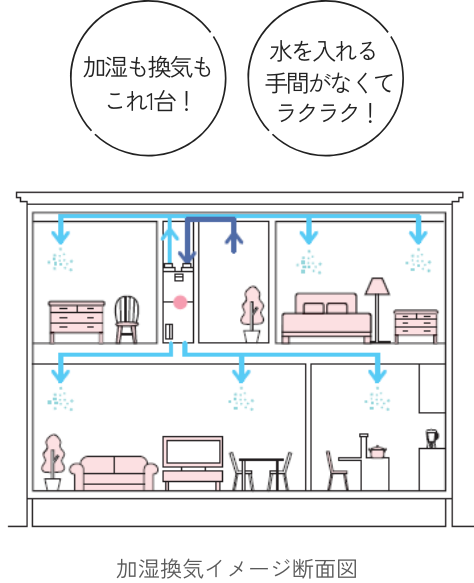 加湿も換気も
これ1台！
水を入れる
手間がなくて
ラクラク！
加湿換気イメージ断面図